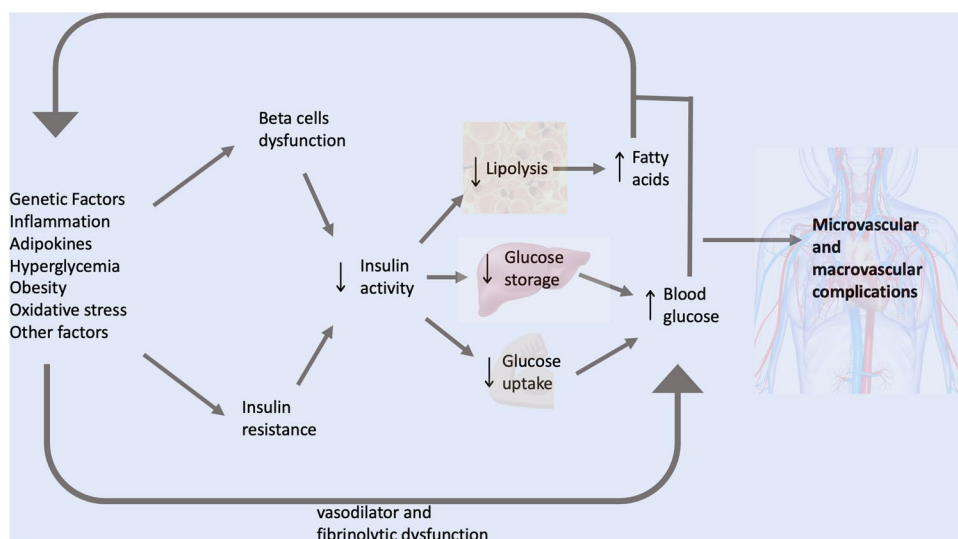 Genetic Factors
Inflammation
Adipokines
Hyperglycemia
Obesity
Oxidative stress
Other factors
Beta cells
dysfunction
Insulin
resistance
↓ Insulin
activity
↓ Lipolysis
↓ Glucose
storage
↓ Glucose
uptake
↑ Fatty
acids
↑ Blood
glucose
Microvascular
and
macrovascular
complications
vasodilator and
fibrinolytic dysfunction